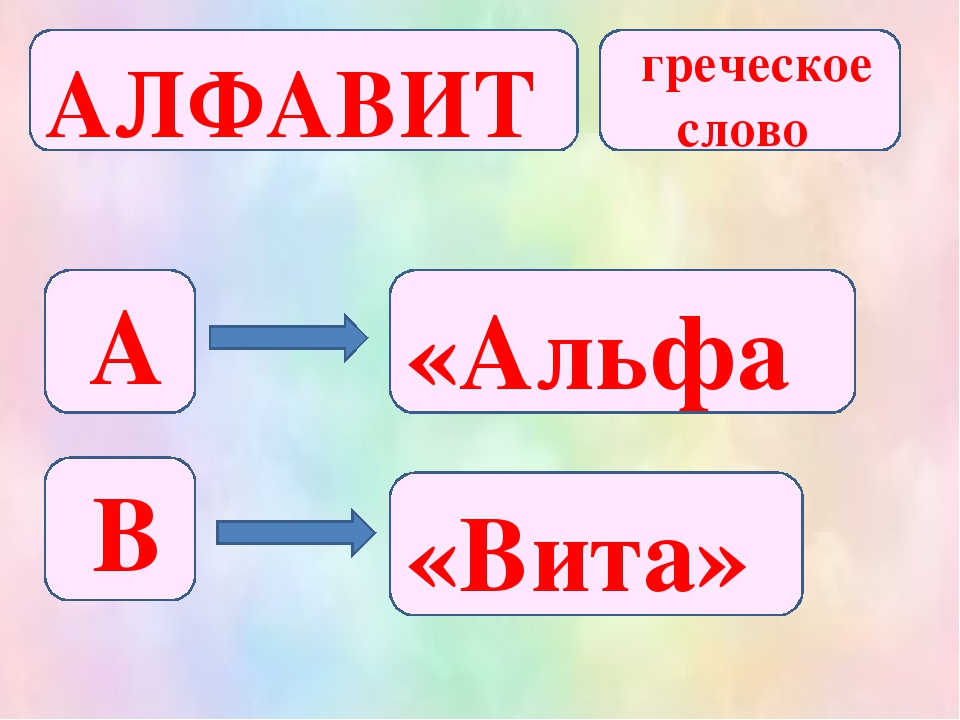 АЛФАВИТ
греческое
слово
А
«Альфа
В
«Вита»